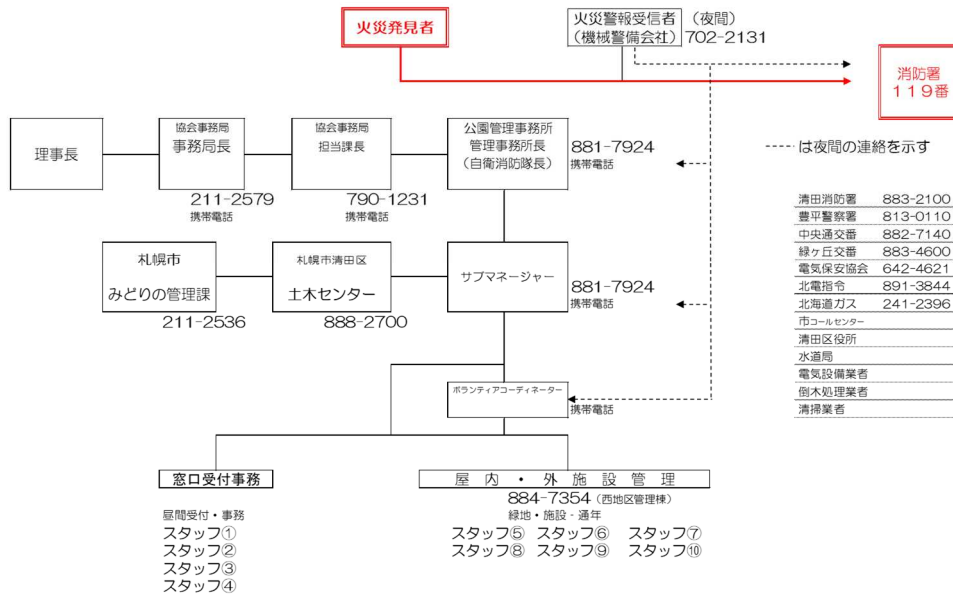 火災発見者
火災警報受信者 （夜間）
（機械警備会社） 702-2131
消防署
１１９番
理事長
協会事務局
事務局長
211-2579
携帯電話
協会事務局
担当課長
790-1231
携帯電話
公園管理事務所
管理事務所長
（自衛消防隊長）
881-7924
携帯電話
---- は夜間の連絡を示す
札幌市
みどりの管理課
211-2536
札幌市清田区
土木センター
888-2700
サブマネージャー
881-7924
携帯電話
清田消防署 883-2100
豊平警察署 813-0110
中央通交番 882-7140
緑ヶ丘交番 883-4600
電気保安協会 642-4621
北電指令 891-3844
北海道ガス 241-2396
市コールセンター
清田区役所
水道局
電気設備業者
倒木処理業者
清掃業者
ボランティアコーディネーター
携帯電話
窓口受付事務
昼間受付・事務
スタッフ①
スタッフ②
スタッフ③
スタッフ④
屋内・外施設管理
884-7354（西地区管理棟）
緑地・施設‐通年
スタッフ⑤ スタッフ⑥ スタッフ⑦
スタッフ⑧ スタッフ⑨ スタッフ⑩